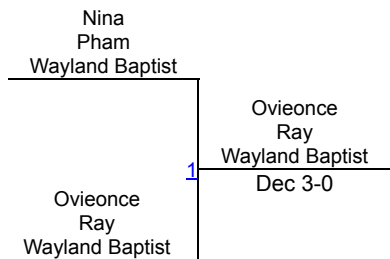 Nina
Pham
Wayland Baptist
Ovieonce
Ray
Wayland Baptist
1
Dec 3-0
Ovieonce
Ray
Wayland Baptist